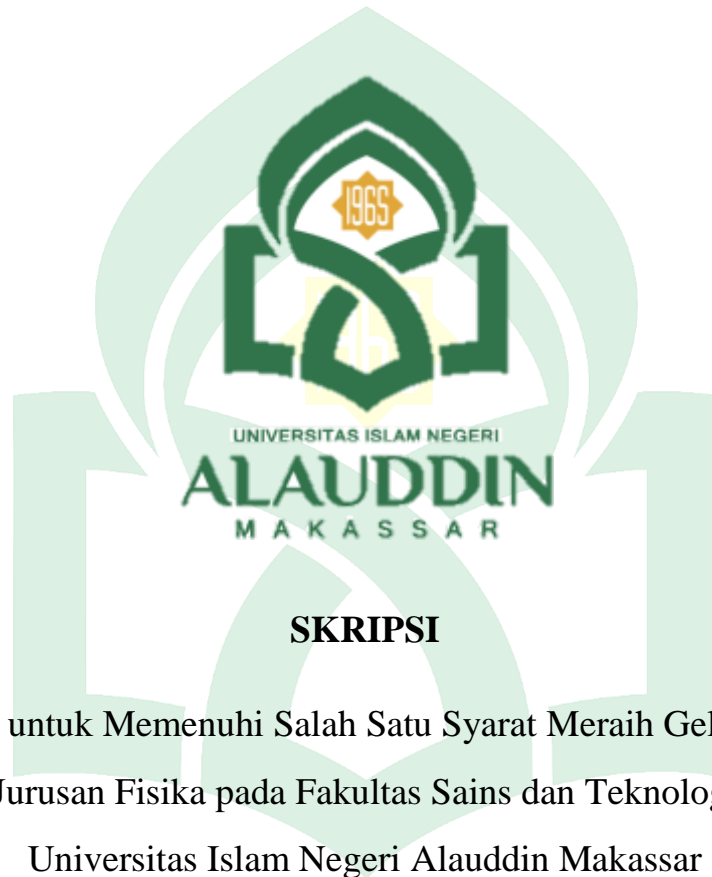 1965
UNIVERSITAS ISLAM NEGERI
ALAUDDIN
MAKASSAR
SKRIPSI
untuk Memenuhi Salah Satu Syarat Meraih Gel
Jurusan Fisika pada Fakultas Sains dan Teknolog
Universitas Islam Negeri Alauddin Makassar